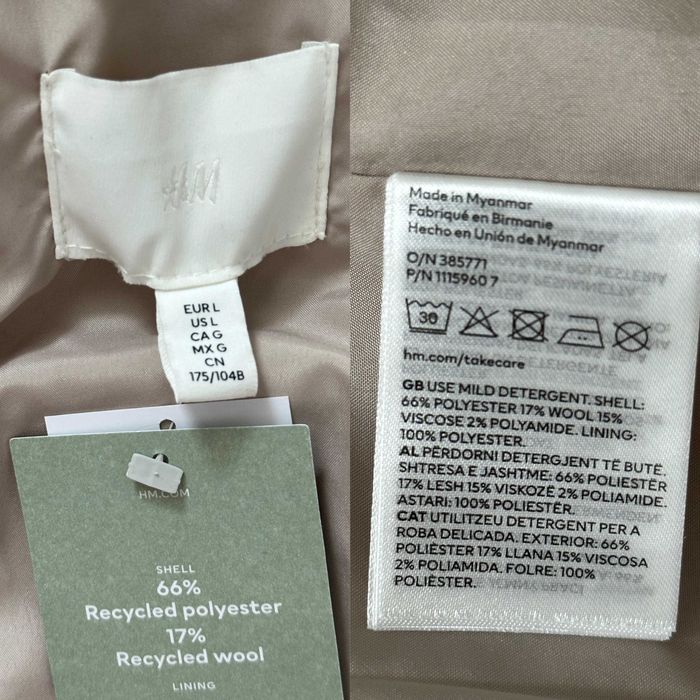 H&M
EUR L
US L
CA G
MX G
CN
175/104B
HM.COM
SHELL
66%
Recycled polyester
17%
Recycled wool
LINING
Made in Myanmar
Fabriqué en Birmanie
Hecho en Unión de Myanmar
O/N 385771
P/N 1115960 7
30
hm.com/takecare
GB USE MILD DETERGENT. SHELL:
66% POLYESTER 17% WOOL 15%
VISCOSE 2% POLYAMIDE. LINING:
100% POLYESTER.
AL PËRDORNI DETERGJENT TË BUTË.
SHTRESA E JASHTME: 66% POLIESTËR
17% LESH 15% VISKOZË 2% POLIAMIDE.
ASTARI: 100% POLIESTËR.
CAT UTILITZEU DETERGENT PER A
ROBA DELICADA. EXTERIOR: 66%
POLIÈSTER 17% LLANA 15% VISCOSA
2% POLIAMIDA. FOLRE: 100%
POLIÈSTER.